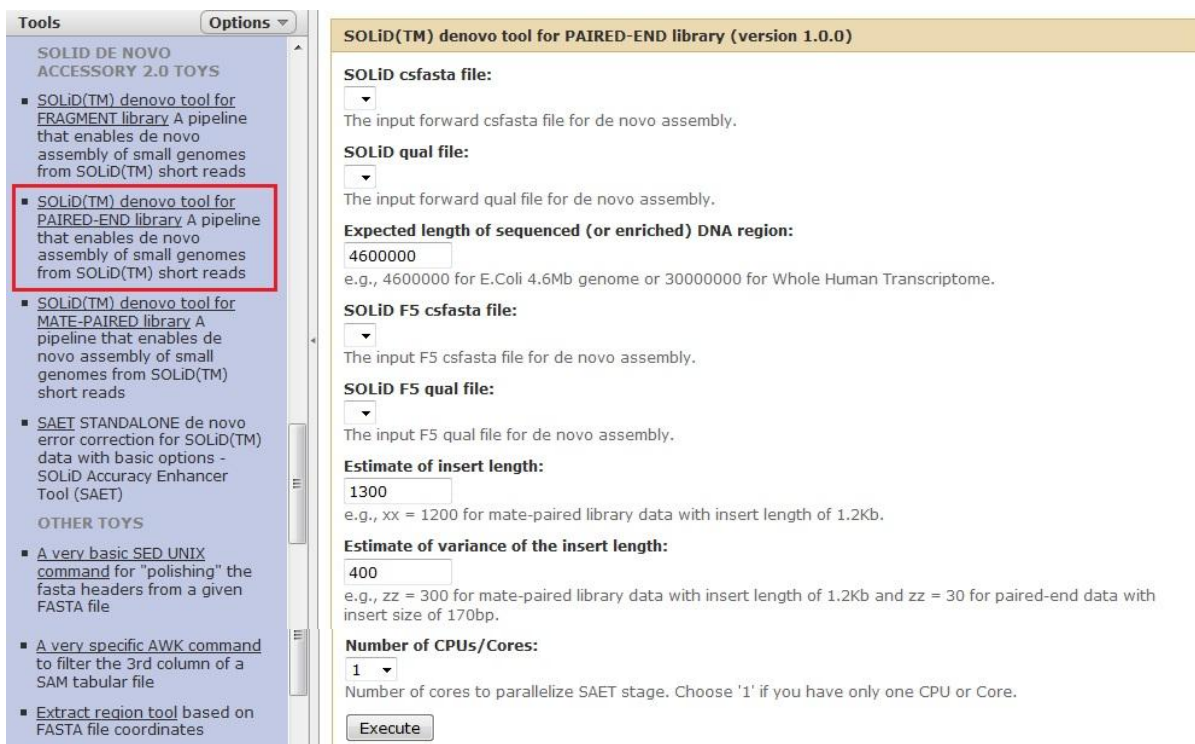 Tools
Options
SOLID DE NOVO
ACCESSORY 2.0 TOYS
SOLiD(TM) denovo tool for
FRAGMENT library A pipeline
that enables de novo
assembly of small genomes
from SOLiD(TM) short reads
SOLiD(TM) denovo tool for
PAIRED-END library A pipeline
that enables de novo
assembly of small genomes
from SOLiD(TM) short reads
SOLiD(TM) denovo tool for
MATE-PAIRED library A
pipeline that enables de
novo assembly of small
genomes from SOLiD(TM)
short reads
SAET STANDALONE de novo
error correction for SOLiD(TM)
data with basic options -
SOLiD Accuracy Enhancer
Tool (SAET)
OTHER TOYS
A very basic SED UNIX
command for "polishing" the
fasta headers from a given
FASTA file
A very specific AWK command
to filter the 3rd column of a
SAM tabular file
Extract region tool based on
FASTA file coordinates
SOLiD(TM) denovo tool for PAIRED-END library (version 1.0.0)
SOLiD csfasta file:
The input forward csfasta file for de novo assembly.
SOLiD qual file:
The input forward qual file for de novo assembly.
Expected length of sequenced (or enriched) DNA region:
4600000
e.g., 4600000 for E.Coli 4.6Mb genome or 30000000 for Whole Human Transcriptome.
SOLiD F5 csfasta file:
The input F5 csfasta file for de novo assembly.
SOLiD F5 qual file:
The input F5 qual file for de novo assembly.
Estimate of insert length:
1300
e.g., xx = 1200 for mate-paired library data with insert length of 1.2Kb.
Estimate of variance of the insert length:
400
e.g., zz = 300 for mate-paired library data with insert length of 1.2Kb and zz = 30 for paired-end data with
insert size of 170bp.
Number of CPUs/Cores:
1
Number of cores to parallelize SAET stage. Choose '1' if you have only one CPU or Core.
Execute